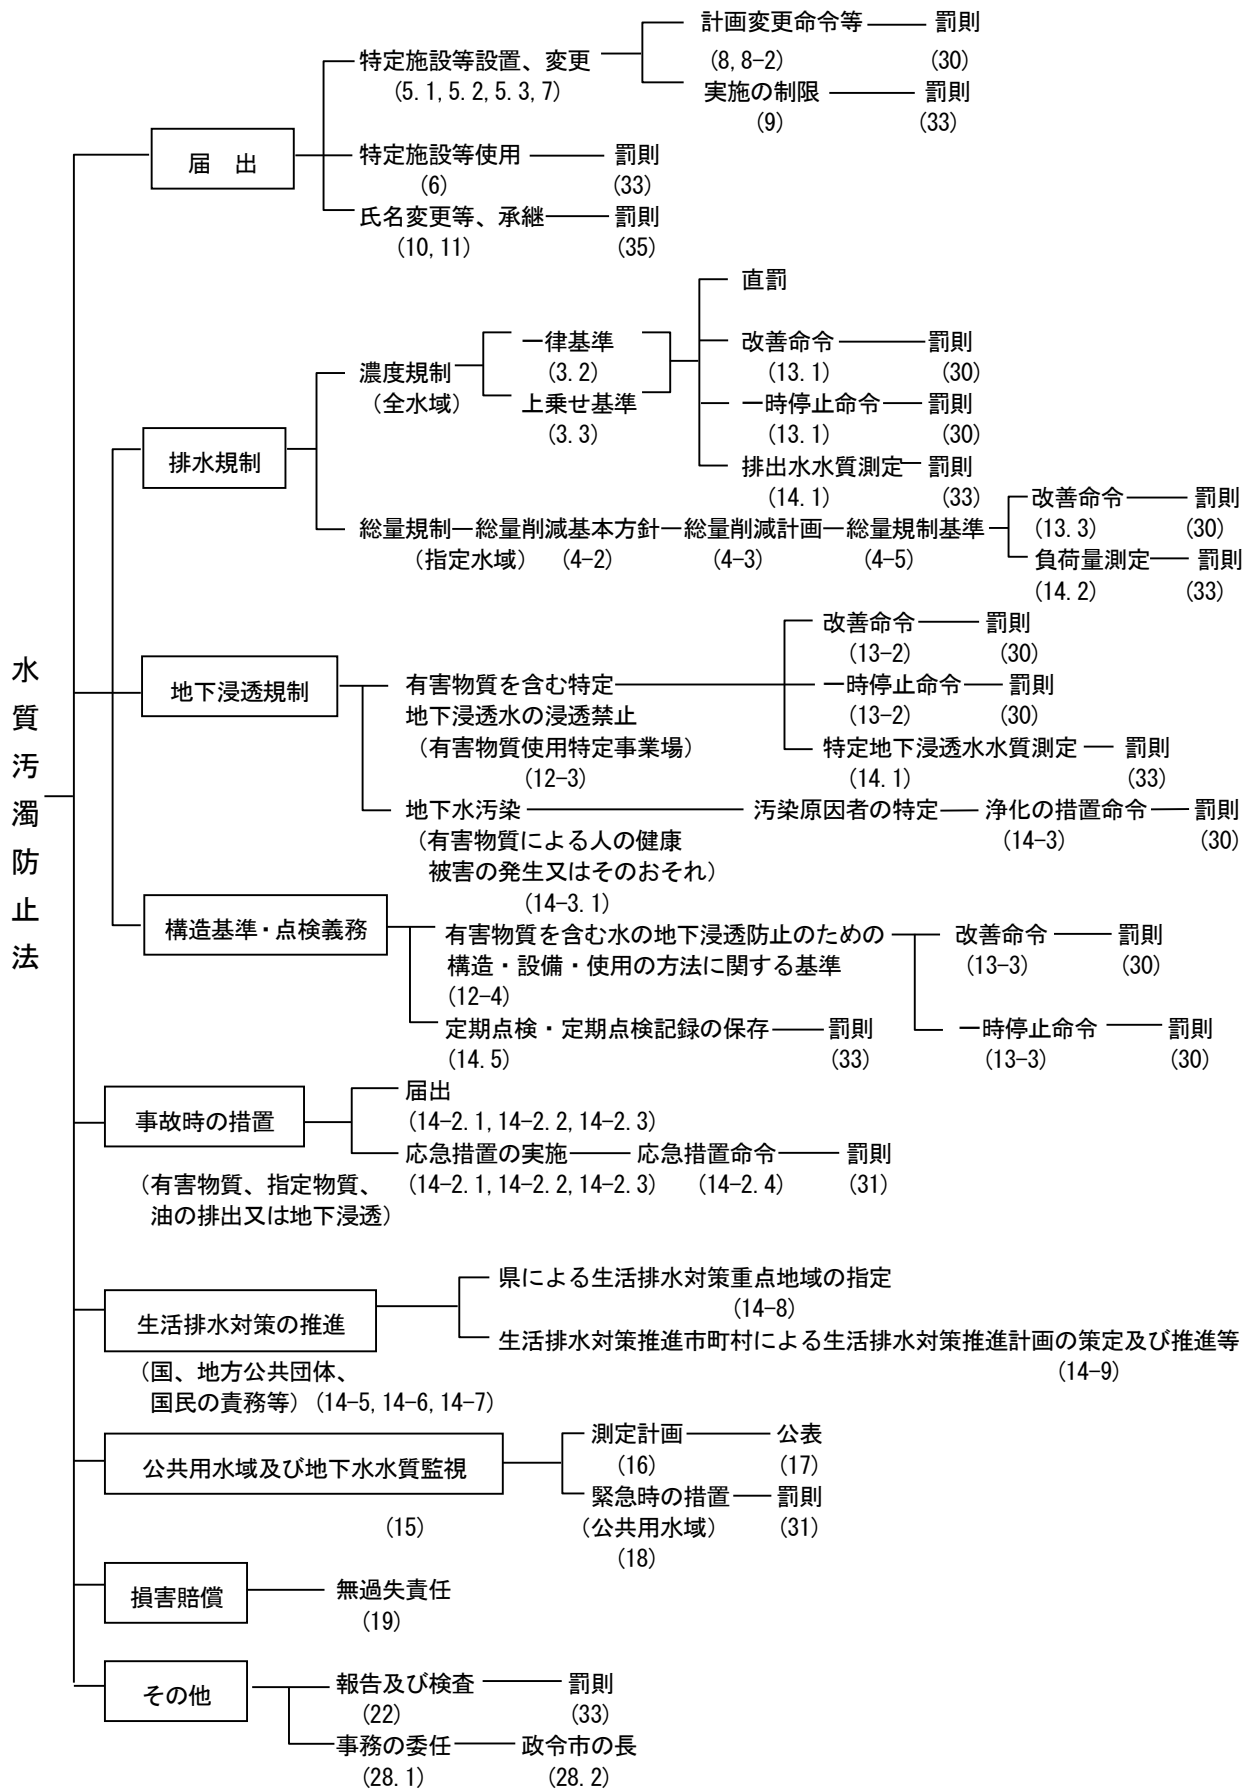 水質汚濁防止法
計画変更命令等 罰則
特定施設等設置、変更 (8,8-2) (30)
(5.1,5.2,5.3,7) 実施の制限 罰則
(9) (33)
届 出
特定施設等使用 罰則
(6) (33)
氏名変更等、承継 罰則
(10,11) (35)
直罰
一律基準 改善命令 罰則
濃度規制 (3.2) (13.1) (30)
(全水域) 上乗せ基準 一時停止命令 罰則
(3.3) (13.1) (30)
排水規制
排出水水質測定 罰則
(14.1) (33)
改善命令 罰則
総量規制 総量削減基本方針 総量削減計画 総量規制基準 (13.3) (30)
(指定水域) (4-2) (4-3) (4-5) 負荷量測定 罰則
(14.2) (33)
改善命令 罰則
(13-2) (30)
地下浸透規制 有害物質を含む特定 一時停止命令 罰則
地下浸透水の浸透禁止 (13-2) (30)
(有害物質使用特定事業場) 特定地下浸透水水質測定 罰則
(12-3) (14.1) (33)
地下水汚染 汚染原因者の特定 浄化の措置命令 罰則
(有害物質による人の健康 (14-3) (30)
被害の発生又はそのおそれ)
(14-3.1)
構造基準・点検義務 有害物質を含む水の地下浸透防止のための 改善命令 罰則
構造・設備・使用の方法に関する基準 (13-3) (30)
(12-4)
定期点検・定期点検記録の保存 罰則 一時停止命令 罰則
(14.5) (33) (13-3) (30)
届出
事故時の措置 (14-2.1,14-2.2,14-2.3)
応急措置の実施 応急措置命令 罰則
(有害物質、指定物質、 (14-2.1,14-2.2,14-2.3) (14-2.4) (31)
油の排出又は地下浸透)
県による生活排水対策重点地域の指定
生活排水対策の推進 (14-8)
生活排水対策推進市町村による生活排水対策推進計画の策定及び推進等
(国、地方公共団体、 (14-9)
国民の責務等) (14-5,14-6,14-7)
測定計画 公表
公共用水域及び地下水水質監視 (16) (17)
緊急時の措置 罰則
(15) (公共用水域) (31)
(18)
損害賠償 無過失責任
(19)
その他 報告及び検査 罰則
(22) (33)
事務の委任 政令市の長
(28.1) (28.2)